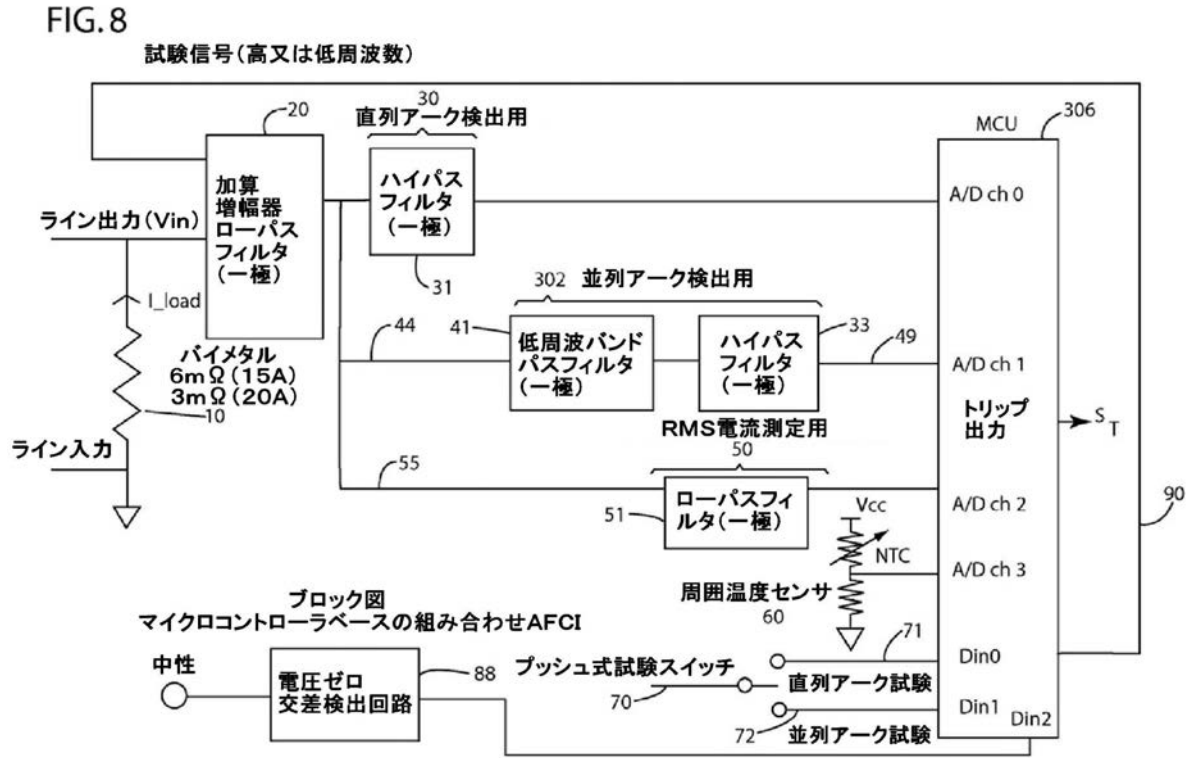 FIG. 8
試験信号(高又は低周波数)
20
30
直列アーク検出用
306
MCU
加算
増幅器
ローパス
フィルタ
(一極)
ハイパス
フィルタ
(一極)
A/D ch 0
ライン出力(Vin)
31
I_load
302 並列アーク検出用
44
41
低周波バンド
パスフィルタ
(一極)
ハイパス
フィルタ
(一極)
33
49
A/D ch 1
バイメタル
6mΩ(15A)
3mΩ(20A)
10
RMS電流測定用
トリップ
出力
S T
ライン入力
55
50
51
ローパスフィ
ルタ(一極)
A/D ch 2
90
Vcc
NTC
A/D ch 3
周囲温度センサ
60
ブロック図
マイクロコントローラベースの組み合わせAFCI
中性
電圧ゼロ
交差検出回路
88
プッシュ式試験スイッチ
70
71
Din0
直列アーク試験
72
Din1
Din2
並列アーク試験